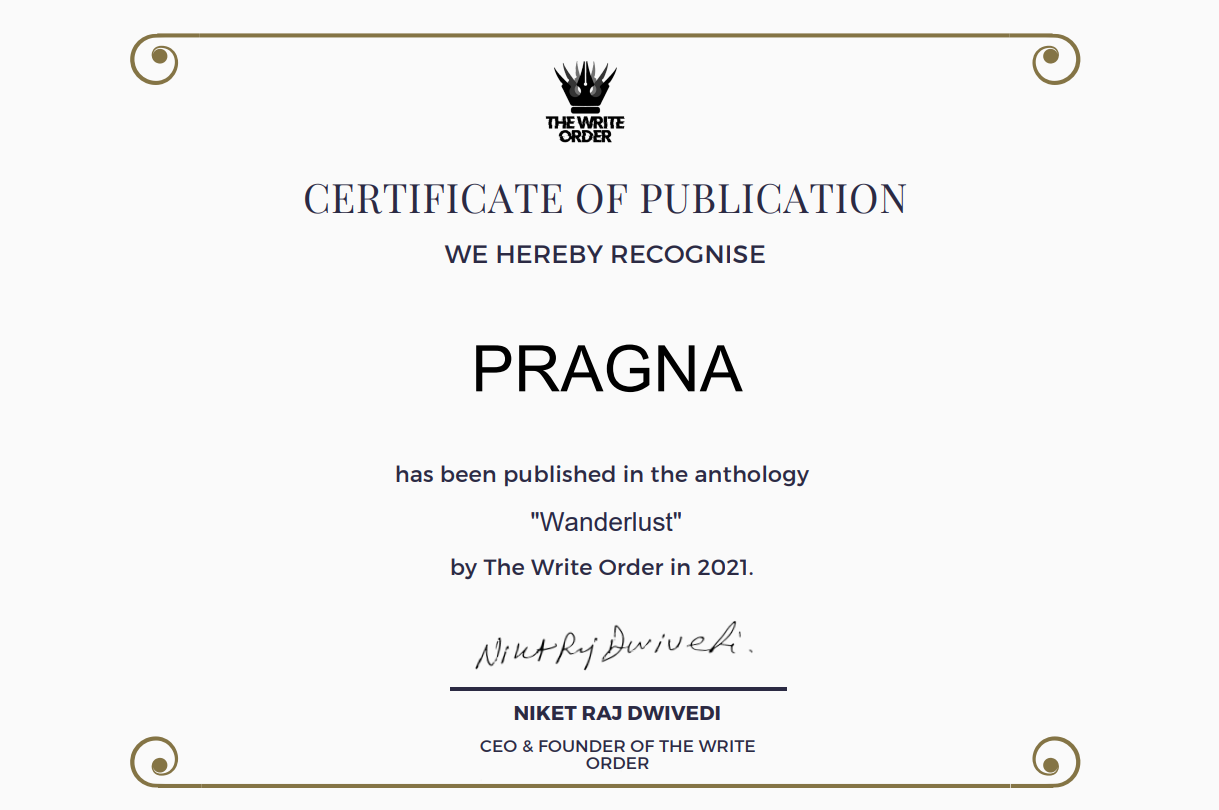 THE WRITE
ORDER
CERTIFICATE OF PUBLICATION
WE HEREBY RECOGNISE
PRAGNA
has been published in the anthology
"Wanderlust"
by The Write Order in 2021.
Niket Raj Dwivedi.
NIKET RAJ DWIVEDI
CEO & FOUNDER OF THE WRITE
ORDER